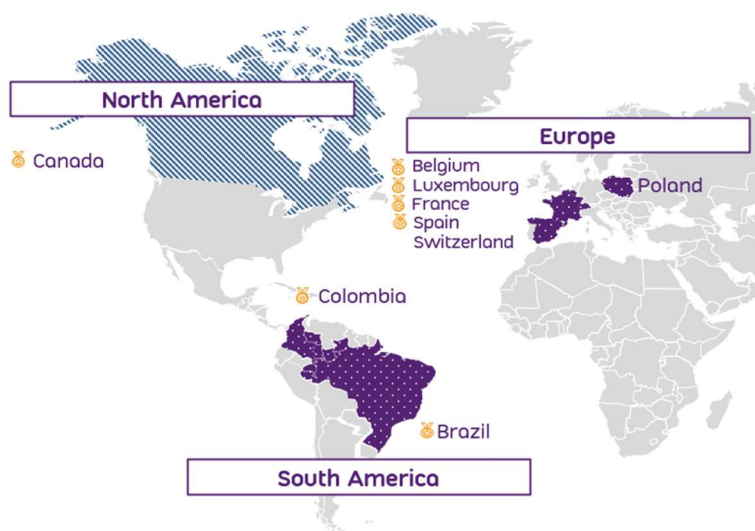 North America
Canada
Europe
Belgium
Luxembourg
France
Spain
Switzerland
Poland
Colombia
Brazil
South America